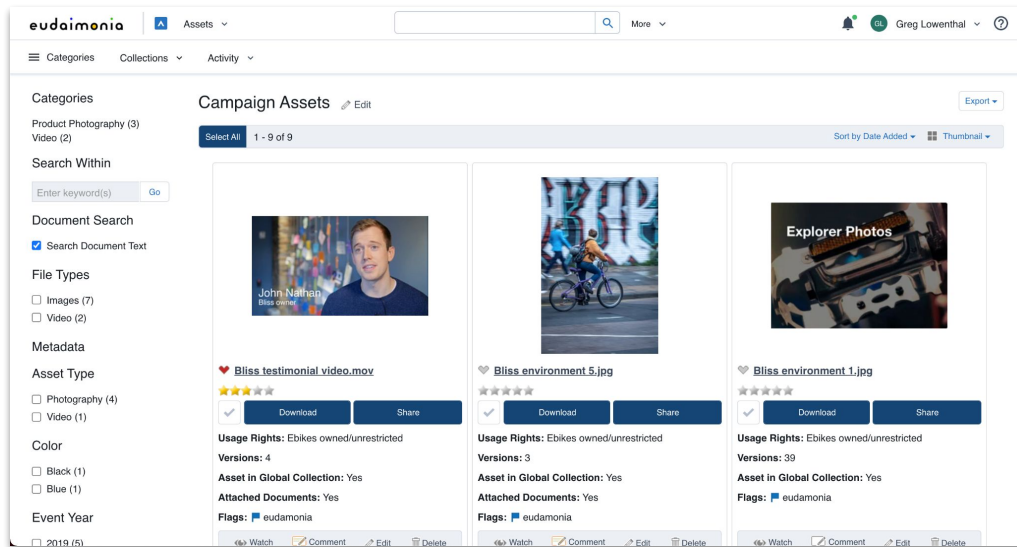 eudaimonia
Assets
More
GL
Greg Lowenthal
Categories
Collections
Activity
Categories
Product Photography (3)
Video (2)
Search Within
Enter keyword(s)
Go
Document Search
Search Document Text
File Types
Images (7)
Video (2)
Metadata
Asset Type
Photography (4)
Video (1)
Color
Black (1)
Blue (1)
Event Year
2019 (5)
Campaign Assets
Edit
Export
Select All
1 - 9 of 9
Sort by Date Added
Thumbnail
John Nathan
Bliss owner
Bliss testimonial video.mov
Download
Share
Usage Rights: Ebikes owned/unrestricted
Versions: 4
Asset in Global Collection: Yes
Attached Documents: Yes
Flags: eudamonia
Watch
Comment
Edit
Delete
Bliss environment 5.jpg
Download
Share
Usage Rights: Ebikes owned/unrestricted
Versions: 3
Asset in Global Collection: Yes
Attached Documents: Yes
Flags: eudamonia
Watch
Comment
Edit
Delete
Explorer Photos
Bliss environment 1.jpg
Download
Share
Usage Rights: Ebikes owned/unrestricted
Versions: 39
Asset in Global Collection: Yes
Flags: eudamonia
Watch
Comment
Edit
Delete